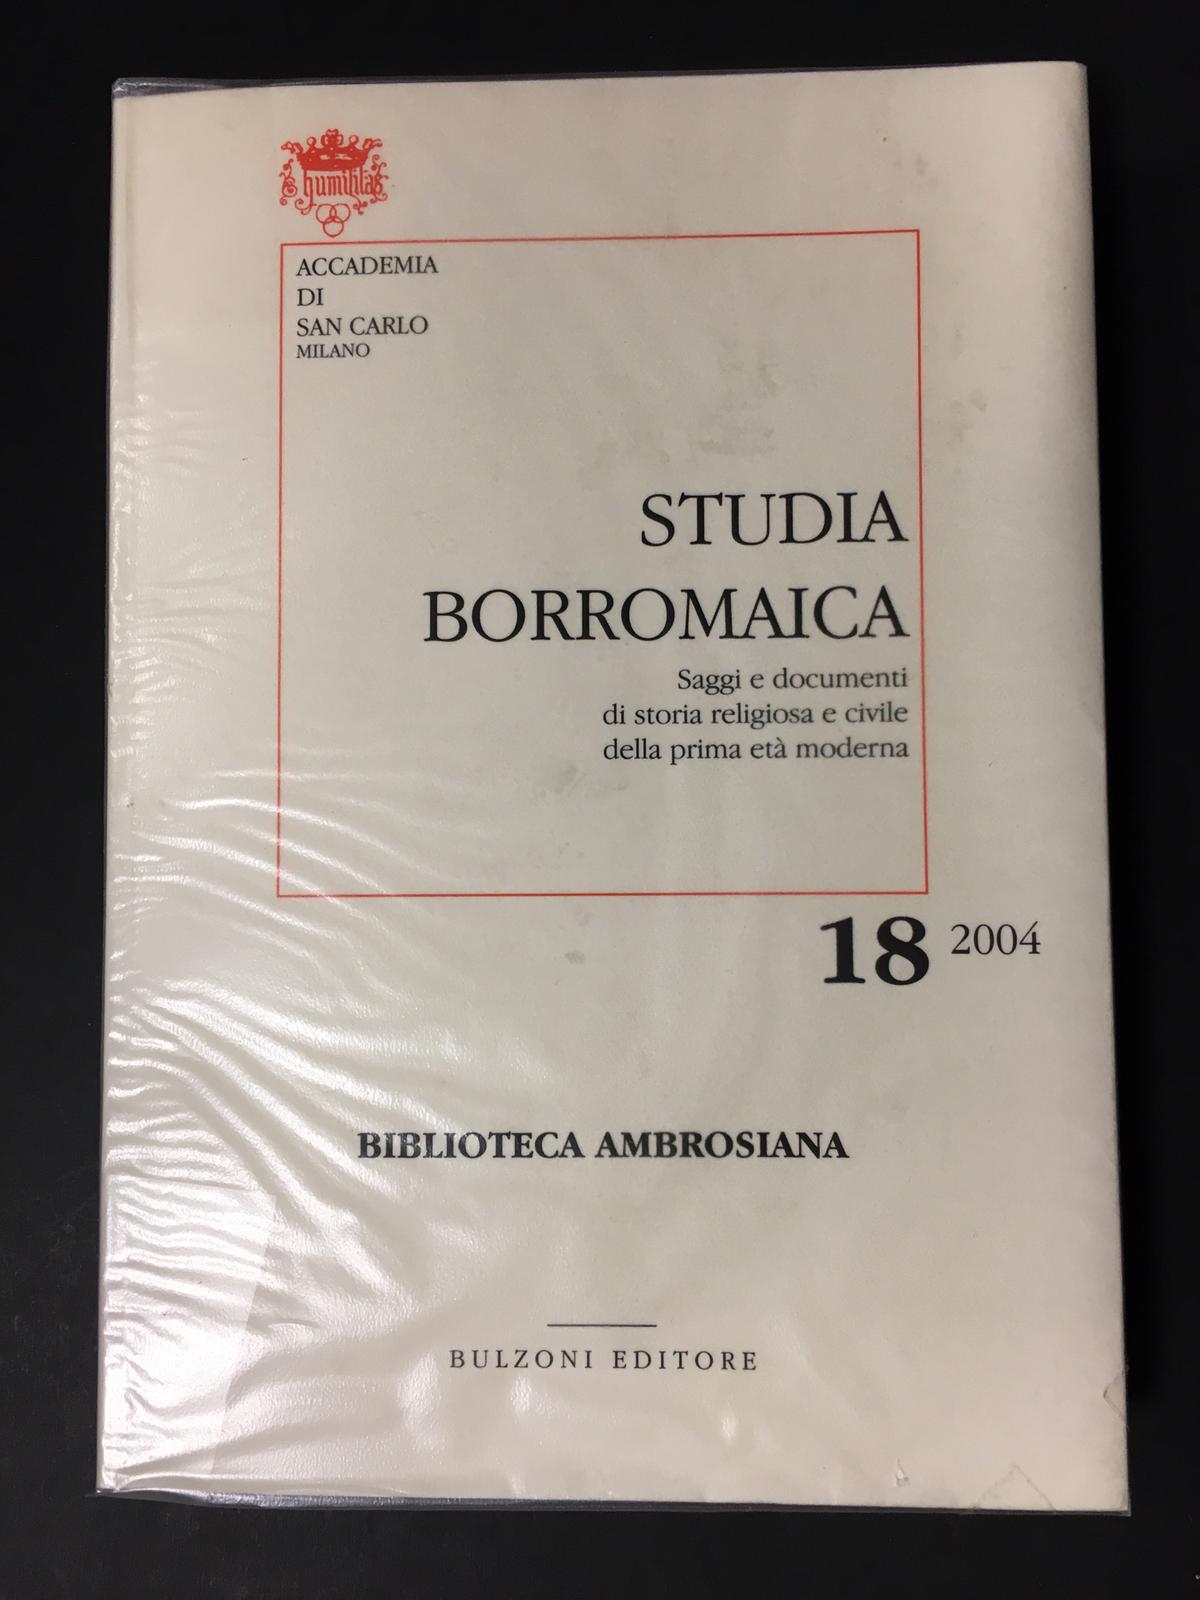 humilitas
ACCADEMIA
DI
SAN CARLO
MILANO
STUDIA
BORROMAICA
Saggi e documenti
di storia religiosa e civile
della prima età moderna
18 2004
BIBLIOTECA AMBROSIANA
BULZONI EDITORE